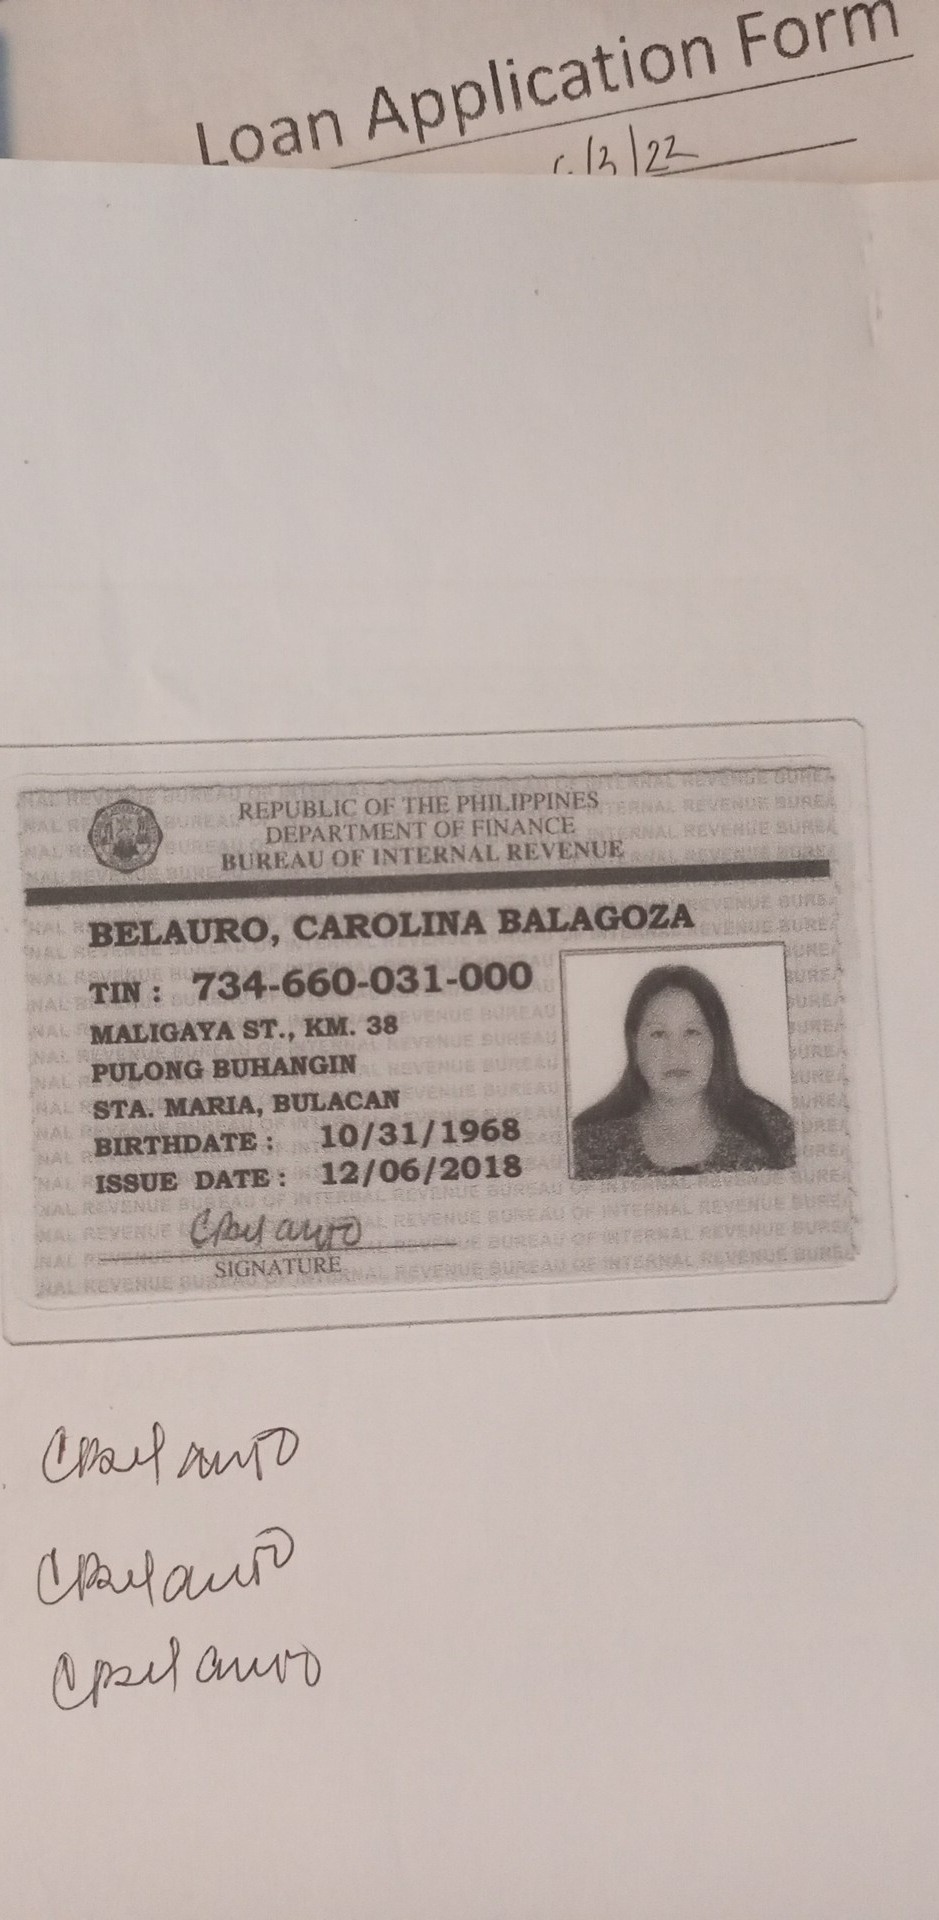 Loan Application Form
/3/22
REPUBLIC OF THE PHILIPPINES
DEPARTMENT OF FINANCE
BUREAU OF INTERNAL REVENUE
BELAURO, CAROLINA BALAGOZA
TIN : 734-660-031-000
MALIGAYA ST., KM. 38
PULONG BUHANGIN
STA. MARIA, BULACAN
BIRTHDATE : 10/31/1968
ISSUE DATE : 12/06/2018
CBelauro
SIGNATURE
CBelauro
CBelauro
CBelauro